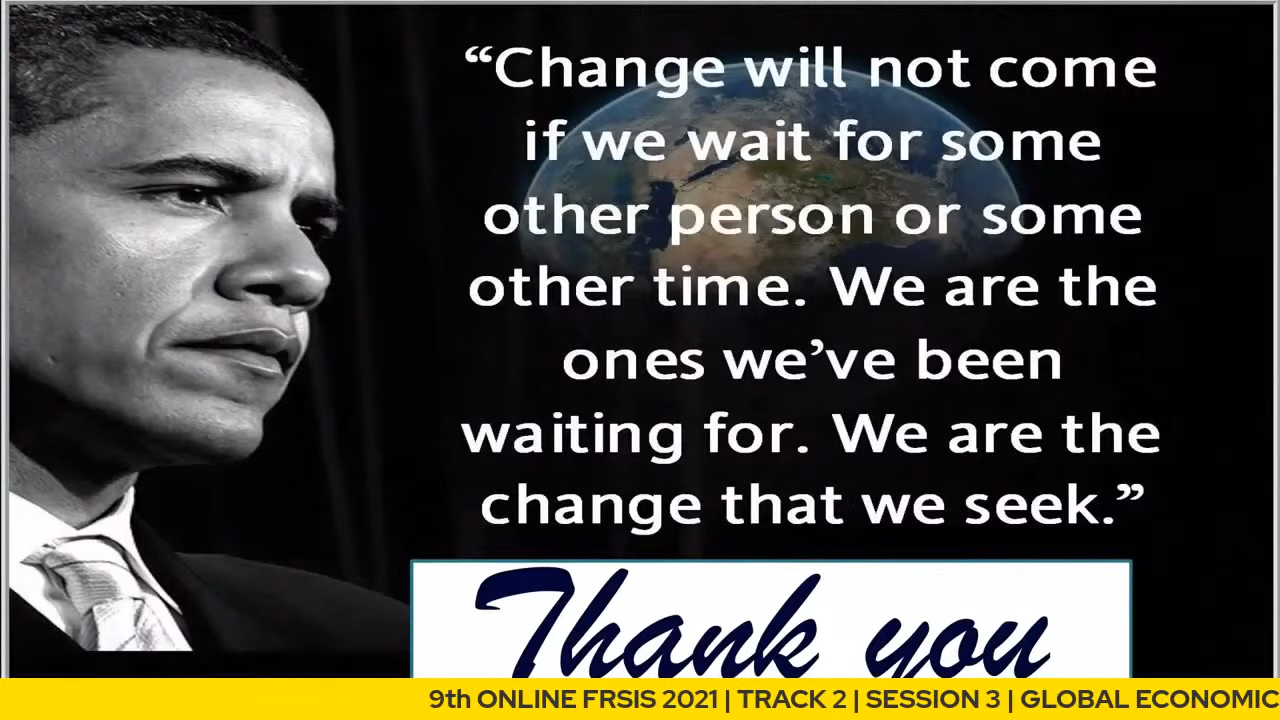 “Change will not come
if we wait for some
other person or some
other time. We are the
ones we’ve been
waiting for. We are the
change that we seek.”
Thank you
9th ONLINE FRSIS 2021 | TRACK 2 | SESSION 3 | GLOBAL ECONOMIC